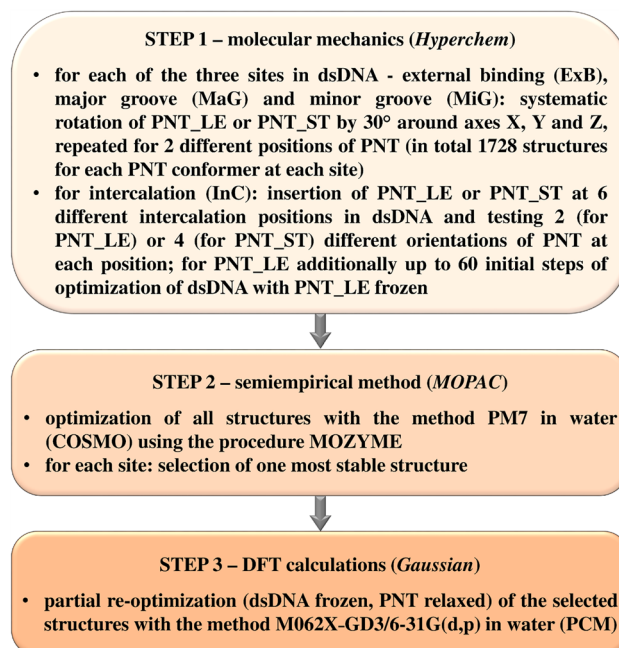 STEP 1 – molecular mechanics (Hyperchem)
• for each of the three sites in dsDNA - external binding (ExB),
major groove (MaG) and minor groove (MiG): systematic
rotation of PNT_LE or PNT_ST by 30° around axes X, Y and Z,
repeated for 2 different positions of PNT (in total 1728 structures
for each PNT conformer at each site)
• for intercalation (InC): insertion of PNT_LE or PNT_ST at 6
different intercalation positions in dsDNA and testing 2 (for
PNT_LE) or 4 (for PNT_ST) different orientations of PNT at
each position; for PNT_LE additionally up to 60 initial steps of
optimization of dsDNA with PNT_LE frozen
STEP 2 – semiempirical method (MOPAC)
• optimization of all structures with the method PM7 in water
(COSMO) using the procedure MOZYME
• for each site: selection of one most stable structure
STEP 3 – DFT calculations (Gaussian)
• partial re-optimization (dsDNA frozen, PNT relaxed) of the selected
structures with the method M062X-GD3/6-31G(d,p) in water (PCM)